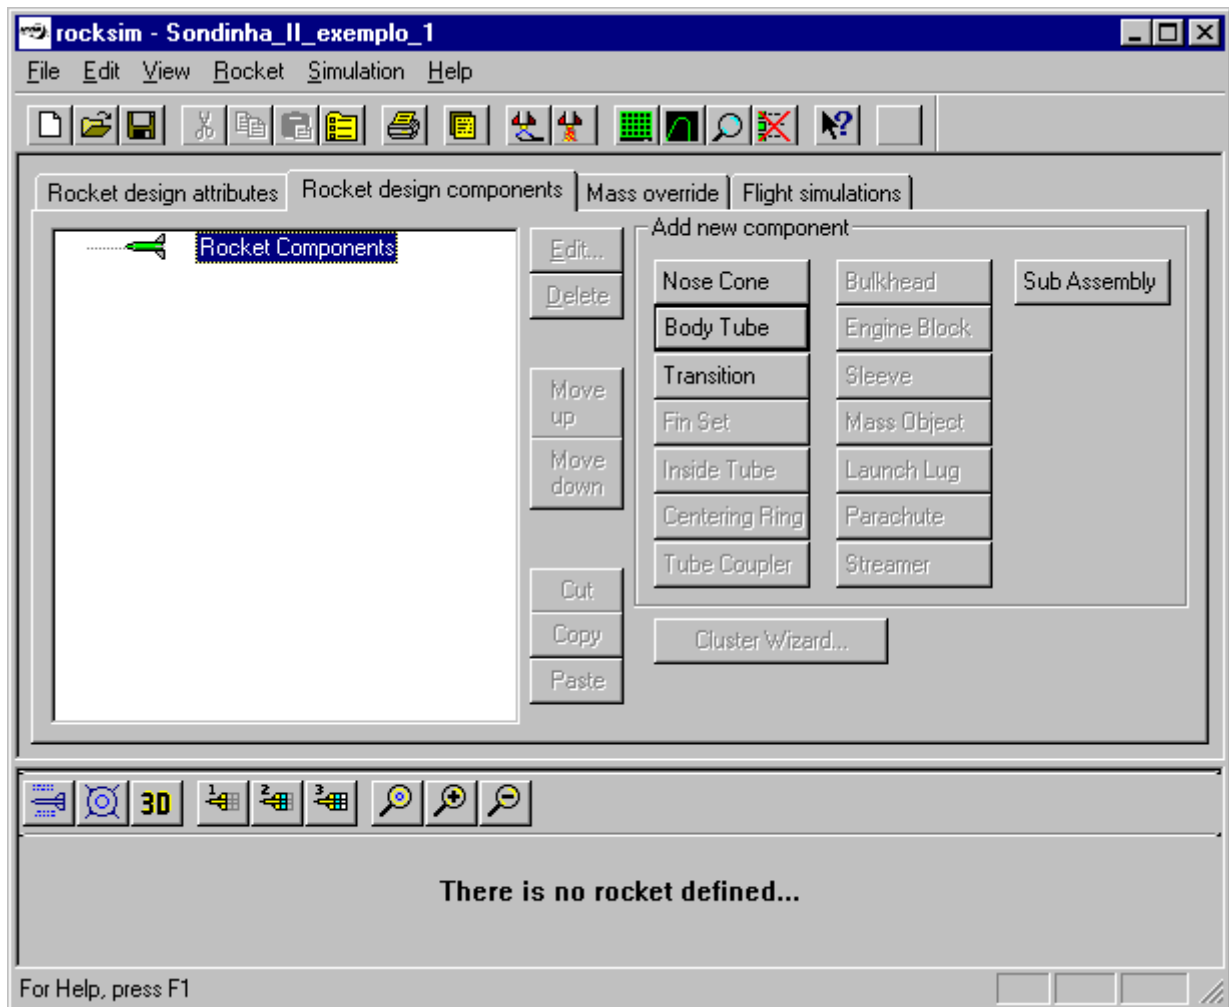 rocksim - Sondinha_II_exemplo_1
File Edit View Rocket Simulation Help
Rocket design attributes Rocket design components Mass override Flight simulations
Rocket Components
Edit...
Delete
Move up
Move down
Cut
Copy
Paste
Add new component
Nose Cone Bulkhead Sub Assembly
Body Tube Engine Block
Transition Sleeve
Fin Set Mass Object
Inside Tube Launch Lug
Centering Ring Parachute
Tube Coupler Streamer
Cluster Wizard...
3D 1 2 3
There is no rocket defined...
For Help, press F1